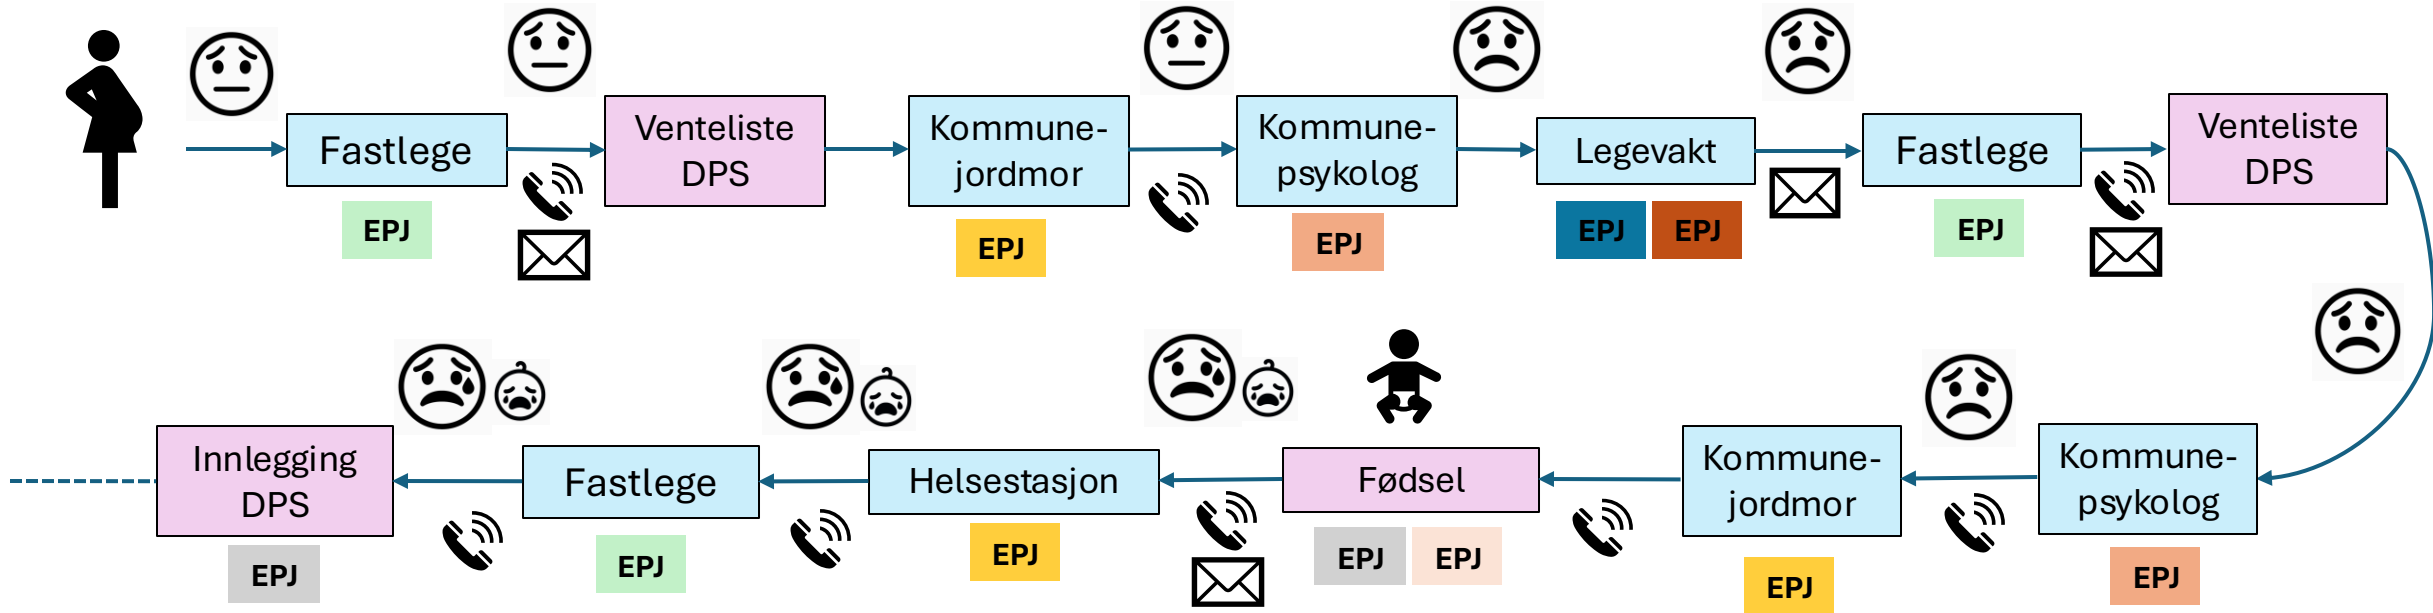 Fastlege
EPJ
Venteliste
DPS
Kommune-
jordmor
EPJ
Kommune-
psykolog
EPJ
Legevakt
EPJ
EPJ
Fastlege
EPJ
Venteliste
DPS
Kommune-
psykolog
EPJ
Kommune-
jordmor
EPJ
Fødsel
EPJ
EPJ
Helsestasjon
EPJ
Fastlege
EPJ
Innlegging
DPS
EPJ